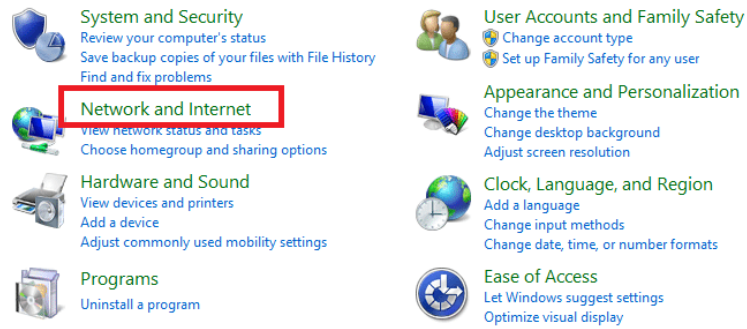 System and Security
Review your computer's status
Save backup copies of your files with File History
Find and fix problems
Network and Internet
View network status and tasks
Choose homegroup and sharing options
Hardware and Sound
View devices and printers
Add a device
Adjust commonly used mobility settings
Programs
Uninstall a program
User Accounts and Family Safety
Change account type
Set up Family Safety for any user
Appearance and Personalization
Change the theme
Change desktop background
Adjust screen resolution
Clock, Language, and Region
Add a language
Change input methods
Change date, time, or number formats
Ease of Access
Let Windows suggest settings
Optimize visual display